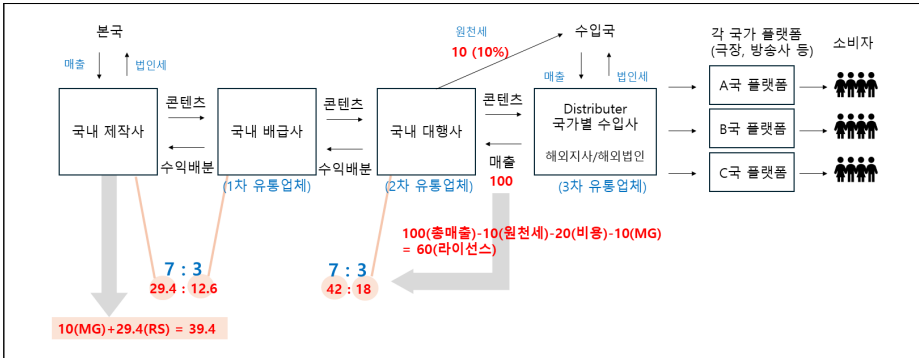 본국
매출
법인세
국내 제작사
콘텐츠
수익배분
국내 배급사
(1차 유통업체)
콘텐츠
수익배분
국내 대행사
(2차 유통업체)
원천세
10 (10%)
콘텐츠
매출
100
수입국
매출
법인세
Distributer
국가별 수입사
해외지사/해외법인
(3차 유통업체)
각 국가 플랫폼
(극장, 방송사 등)
A국 플랫폼
B국 플랫폼
C국 플랫폼
소비자
100(총매출)-10(원천세)-20(비용)-10(MG)
= 60(라이선스)
7 : 3
29.4 : 12.6
7 : 3
42 : 18
10(MG)+29.4(RS) = 39.4